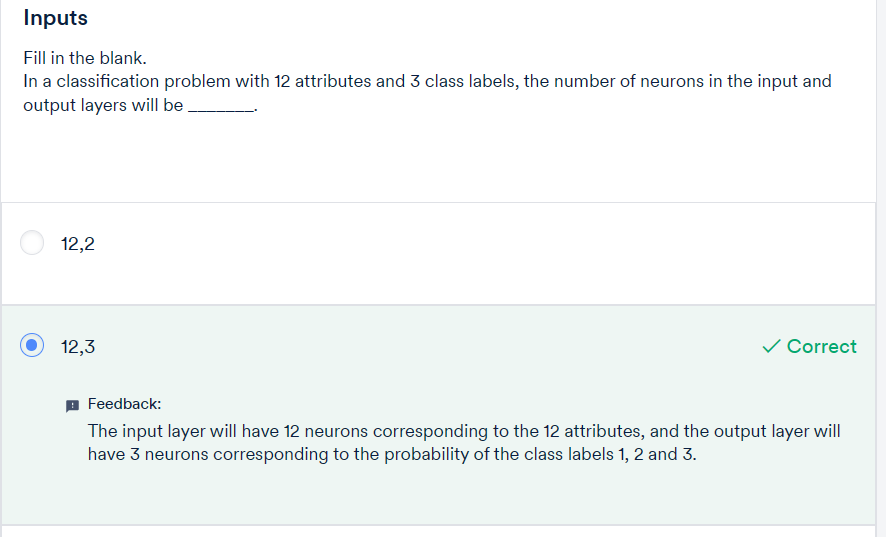 Inputs
Fill in the blank.
In a classification problem with 12 attributes and 3 class labels, the number of neurons in the input and
output layers will be _______.
12,2
12,3
✓ Correct
Feedback:
The input layer will have 12 neurons corresponding to the 12 attributes, and the output layer will
have 3 neurons corresponding to the probability of the class labels 1, 2 and 3.